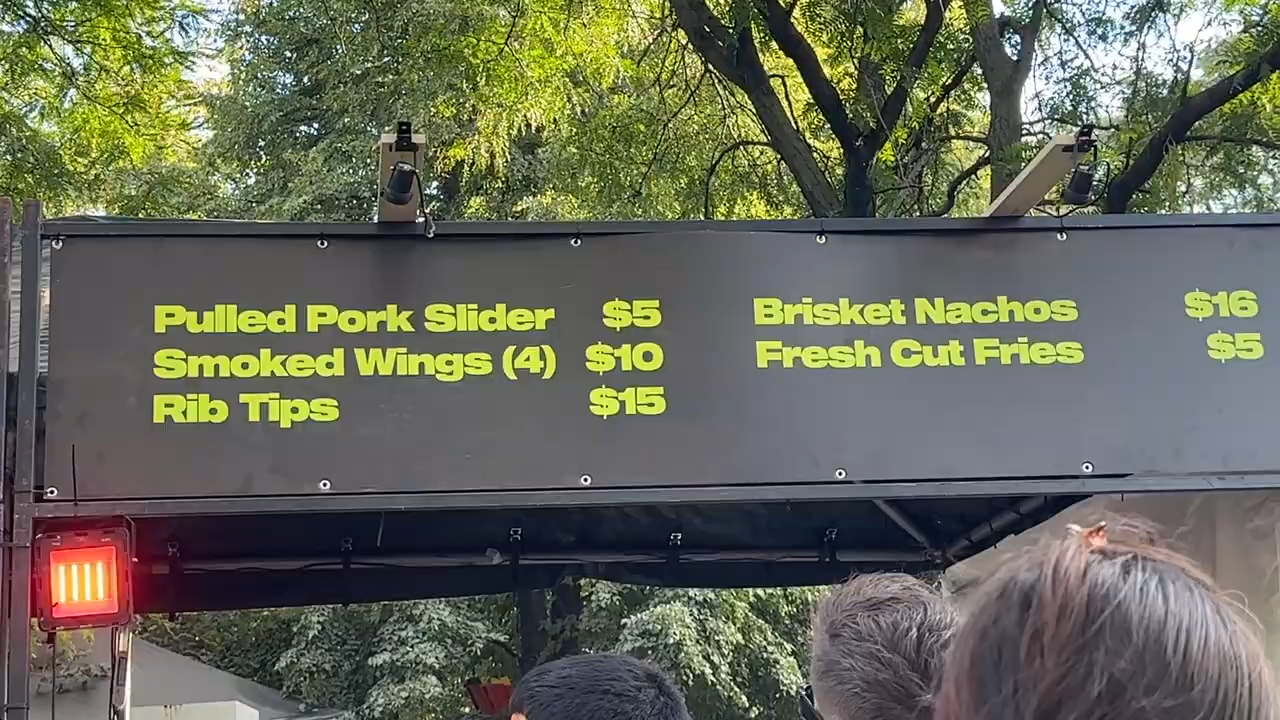 Pulled Pork Slider $5
Smoked Wings (4) $10
Rib Tips $15
Brisket Nachos $16
Fresh Cut Fries $5